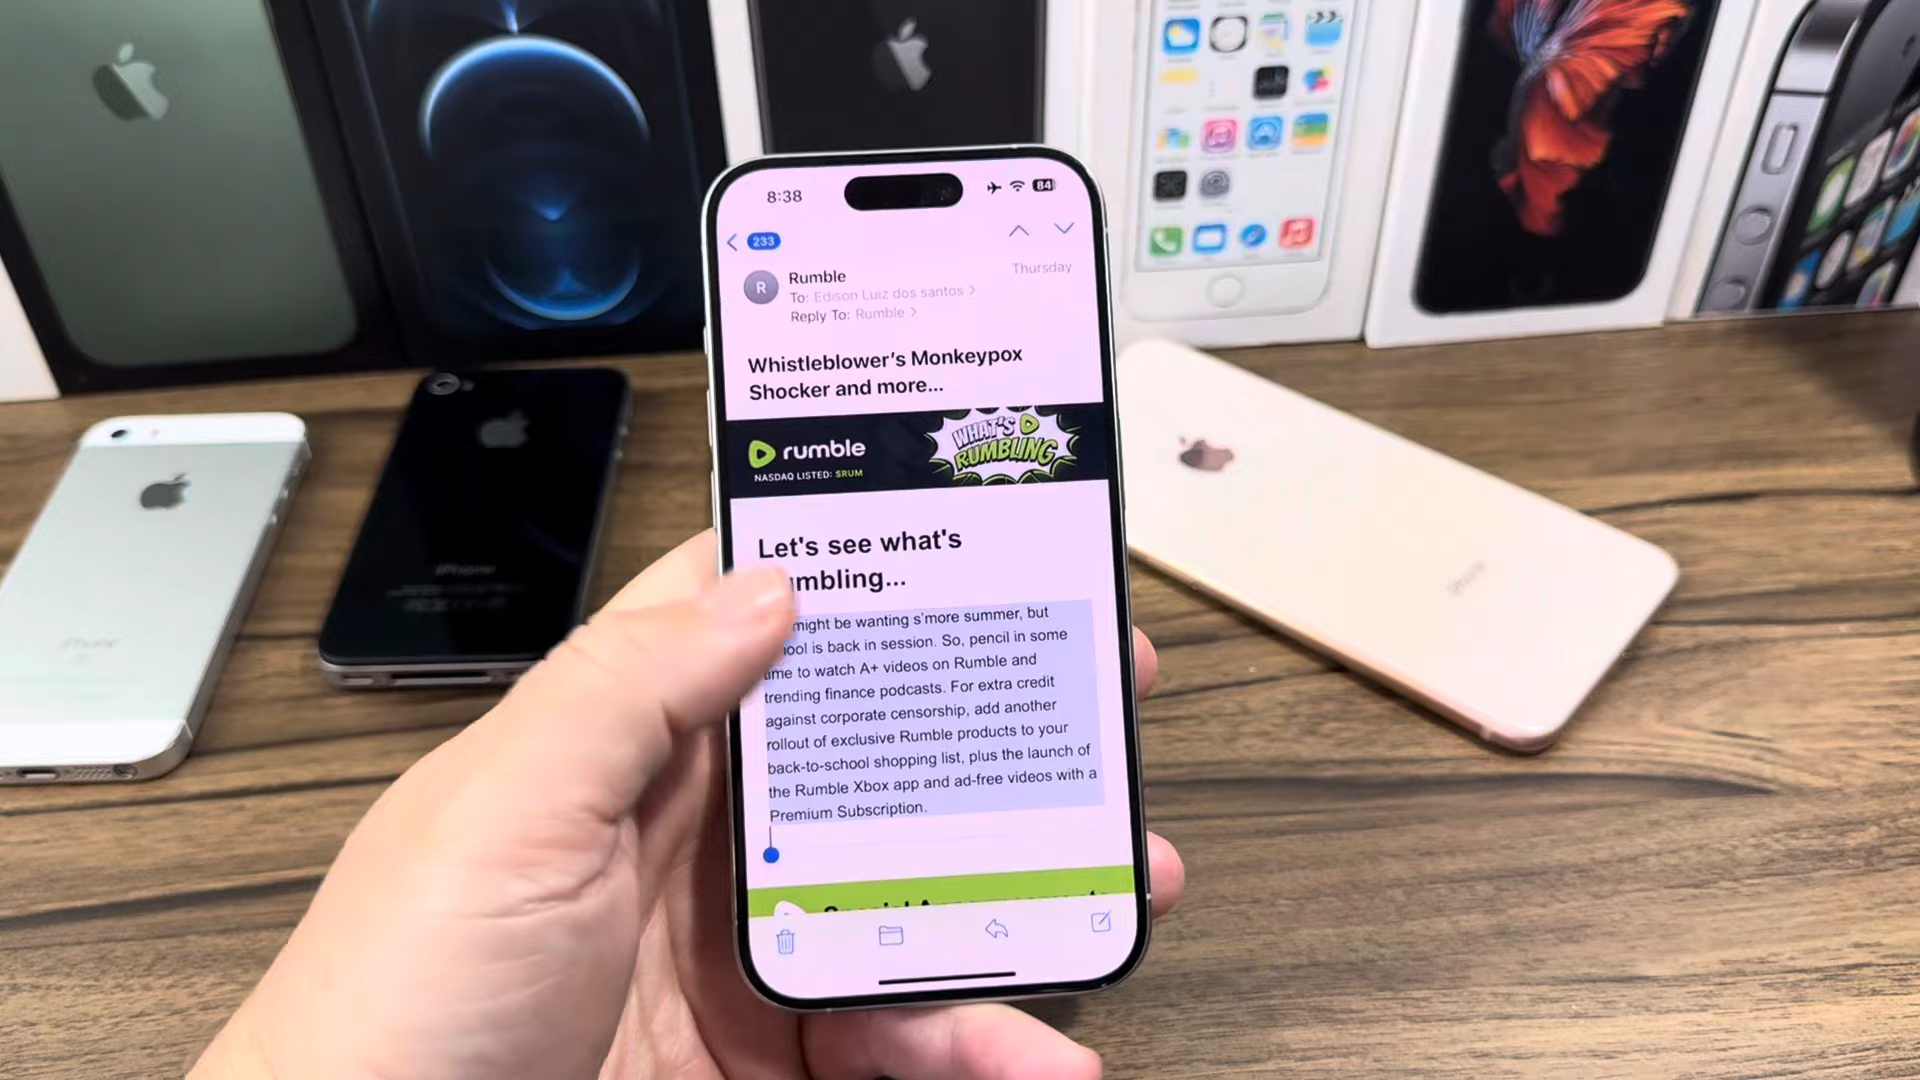 8:38
84
233
Thursday
R
Rumble
To: Edison Luiz dos santos
Reply To: Rumble
Whistleblower's Monkeypox
Shocker and more...
rumble
NASDAQ LISTED: $RUM
WHAT'S
RUMBLING
Let's see what's
mbling...
might be wanting s'more summer, but
ool is back in session. So, pencil in some
ime to watch A+ videos on Rumble and
trending finance podcasts. For extra credit
against corporate censorship, add another
rollout of exclusive Rumble products to your
back-to-school shopping list, plus the launch of
the Rumble Xbox app and ad-free videos with a
Premium Subscription.
iPhone
iPhone
iPhone